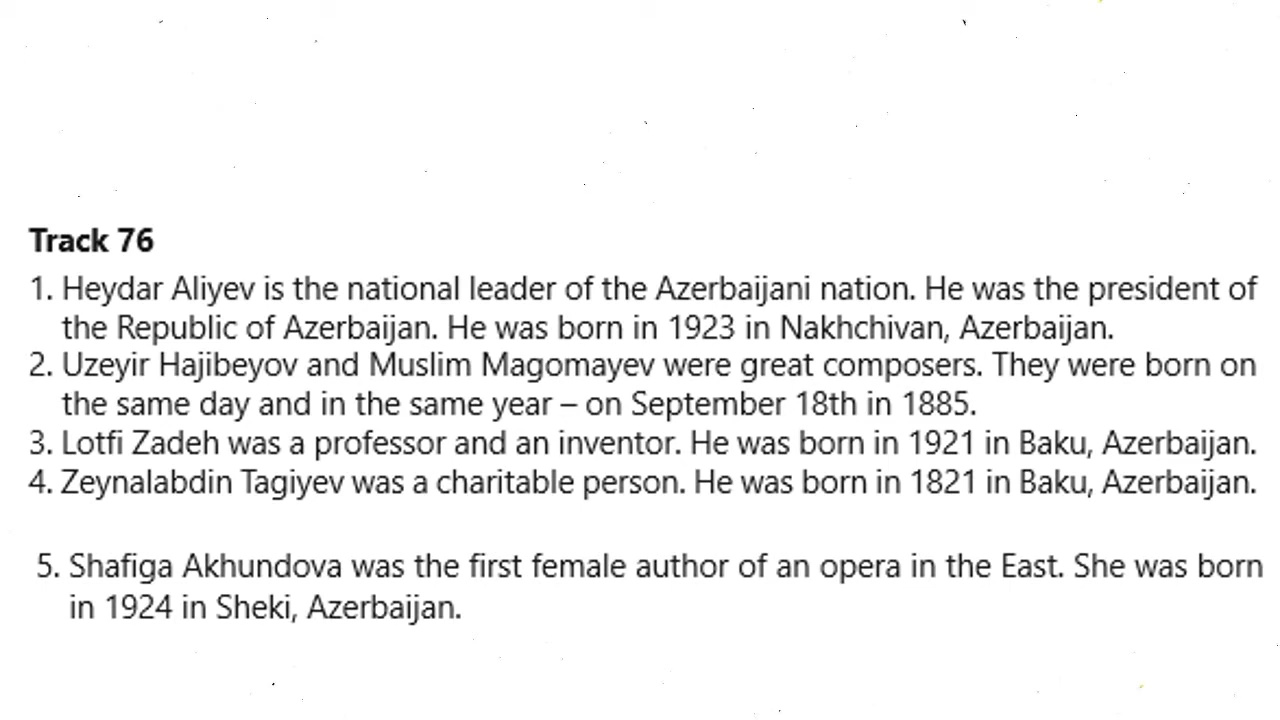 Track 76
1. Heydar Aliyev is the national leader of the Azerbaijani nation. He was the president of
the Republic of Azerbaijan. He was born in 1923 in Nakhchivan, Azerbaijan.
2. Uzeyir Hajibeyov and Muslim Magomayev were great composers. They were born on
the same day and in the same year – on September 18th in 1885.
3. Lotfi Zadeh was a professor and an inventor. He was born in 1921 in Baku, Azerbaijan.
4. Zeynalabdin Tagiyev was a charitable person. He was born in 1821 in Baku, Azerbaijan.
5. Shafiga Akhundova was the first female author of an opera in the East. She was born
in 1924 in Sheki, Azerbaijan.